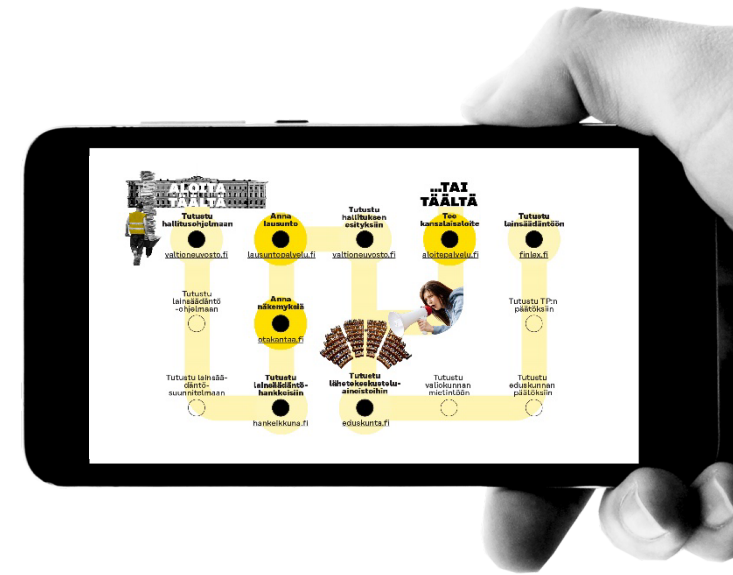 ALOITA
TÄÄLTÄ
...TAI
TÄÄLTÄ
Tutustu
hallitusohjelmaan
valtioneuvosto.fi
Anna
lausunto
lausuntopalvelu.fi
Tutustu
hallituksen
esityksiin
valtioneuvosto.fi
Tee
kansalaisaloite
aloitepalvelu.fi
Tutustu
lainsäädäntöön
finlex.fi
Tutustu
lainsäädäntö
-ohjelmaan
Anna
näkemyksiä
otakantaa.fi
Tutustu TP:n
päätöksiin
Tutustu lainsää-
däntö-
suunnitelmaan
Tutustu
lainsäädäntö-
hankkeisiin
hankeikkuna.fi
Tutustu
lähetekeskustelu-
aineistoihin
eduskunta.fi
Tutustu
valiokunnan
mietintöön
Tutustu
eduskunnan
päätöksiin